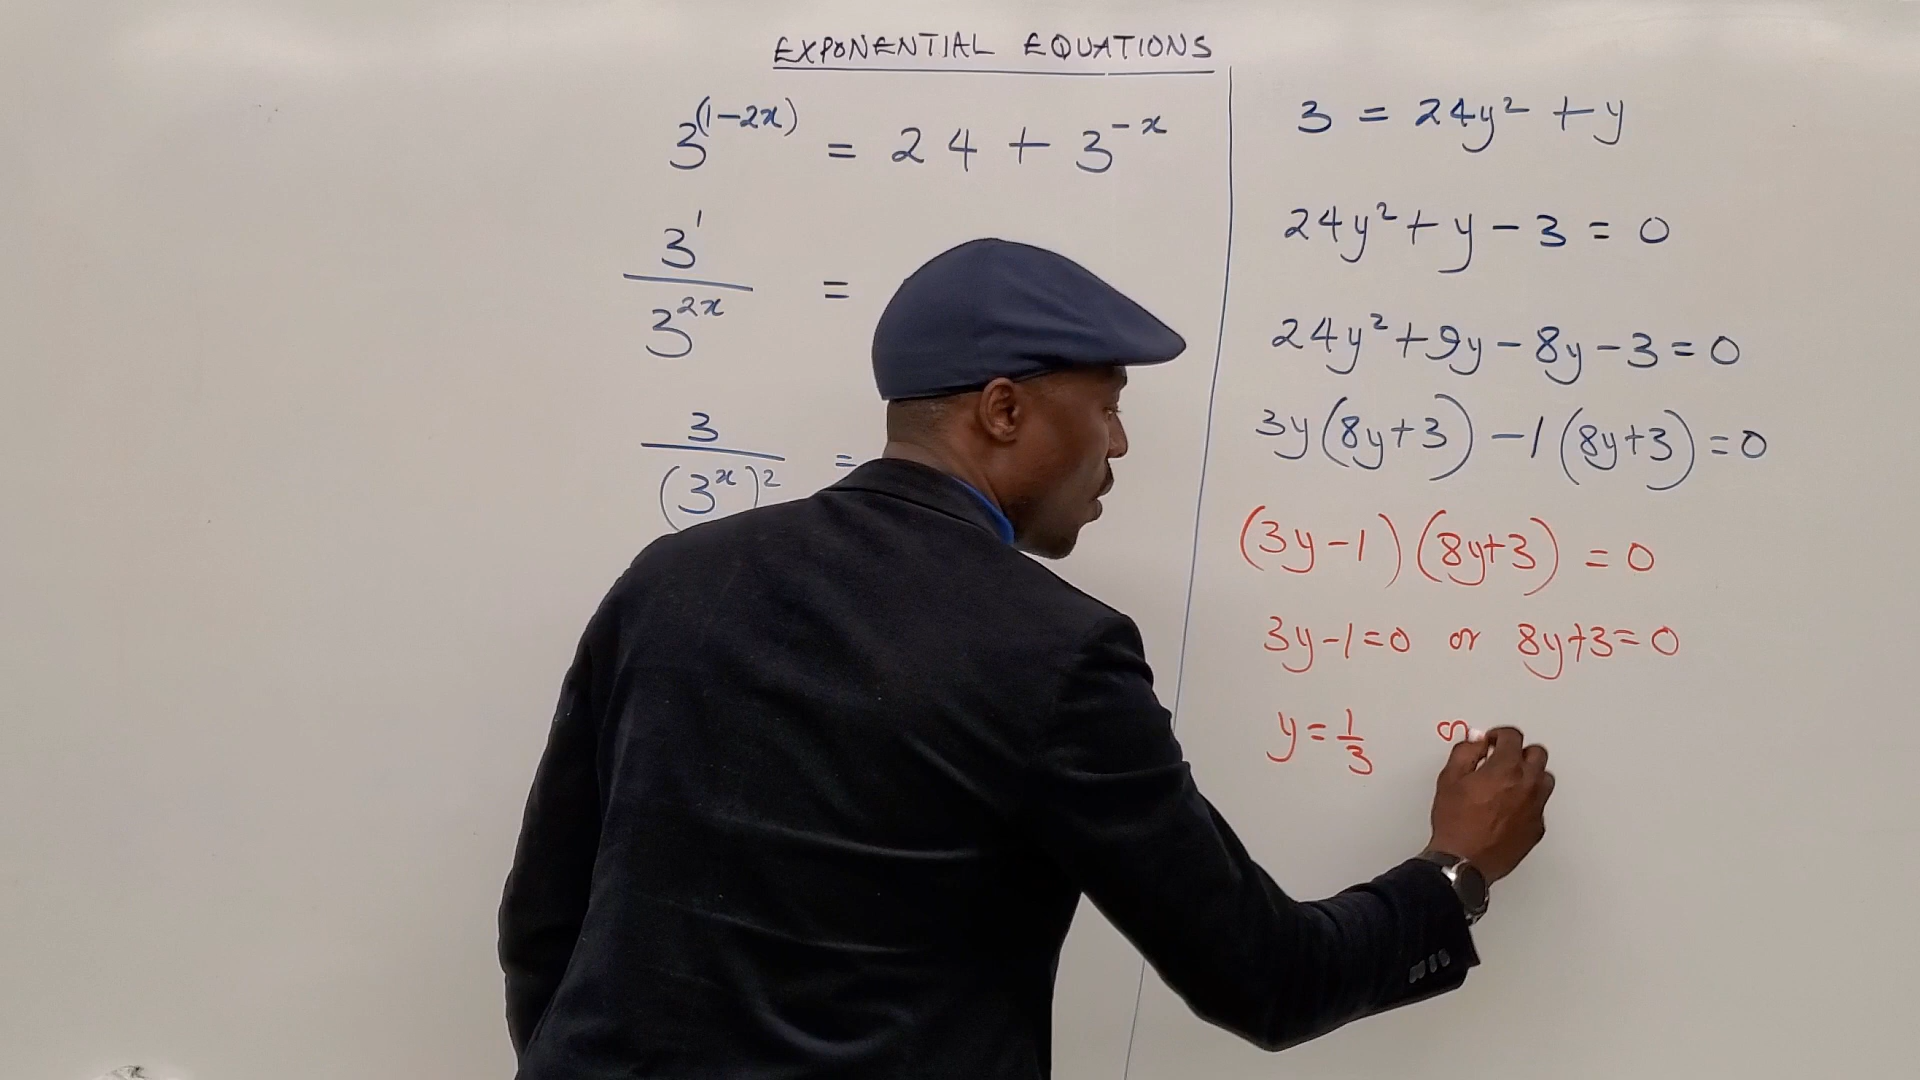 EXPONENTIAL EQUATIONS
3^(1-2x) = 24 + 3^-x
3^1 / 3^2x =
3 / (3^x)^2 =
3 = 24y² + y
24y² + y - 3 = 0
24y² + 9y - 8y - 3 = 0
3y(8y+3) - 1(8y+3) = 0
(3y-1)(8y+3) = 0
3y-1=0 or 8y+3=0
y = 1/3 or